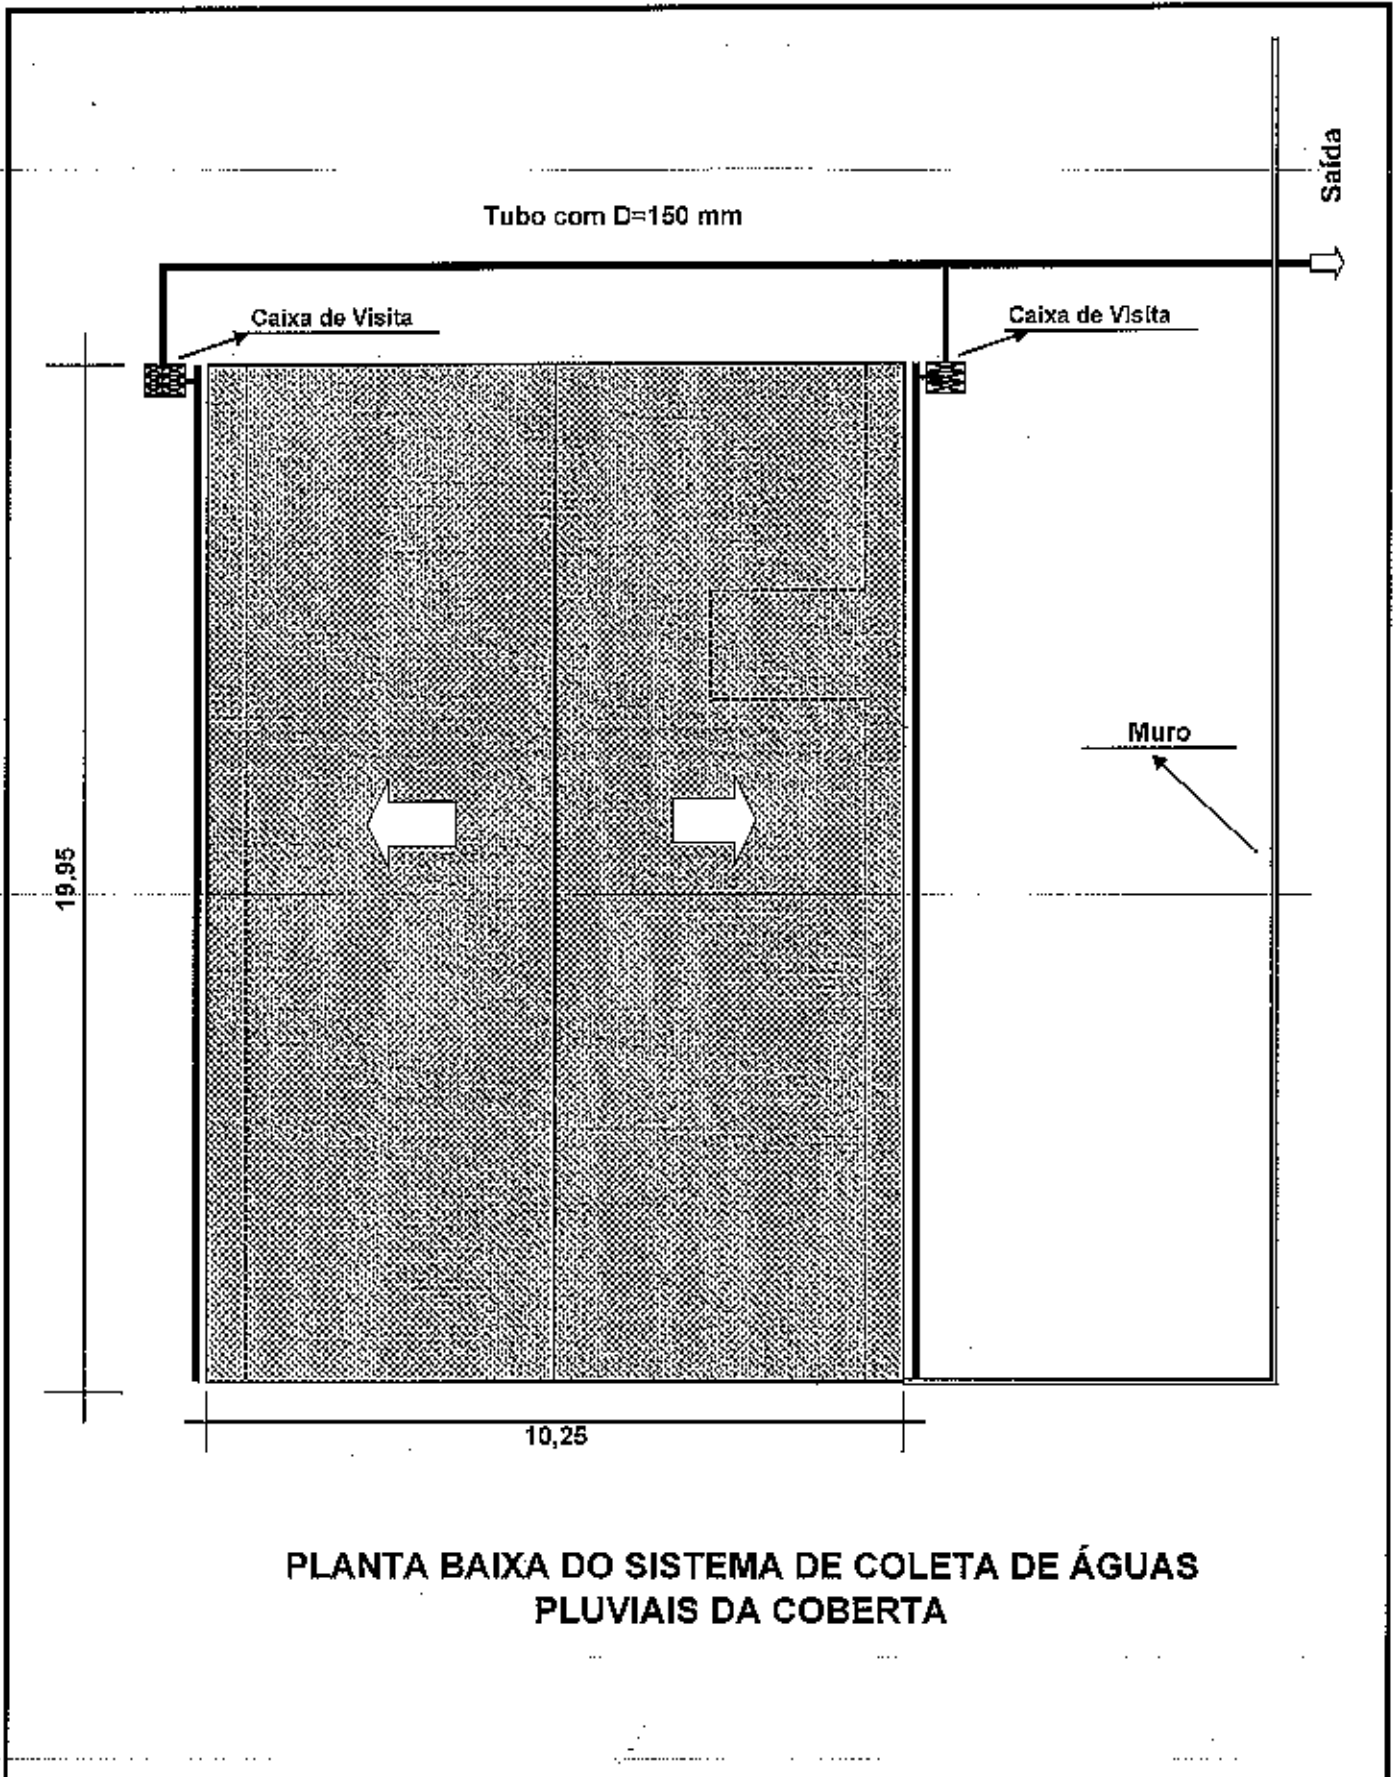 Saída
Tubo com D=150 mm
Caixa de Visita
Caixa de Visita
Muro
19,95
10,25
PLANTA BAIXA DO SISTEMA DE COLETA DE ÁGUAS
PLUVIAIS DA COBERTA